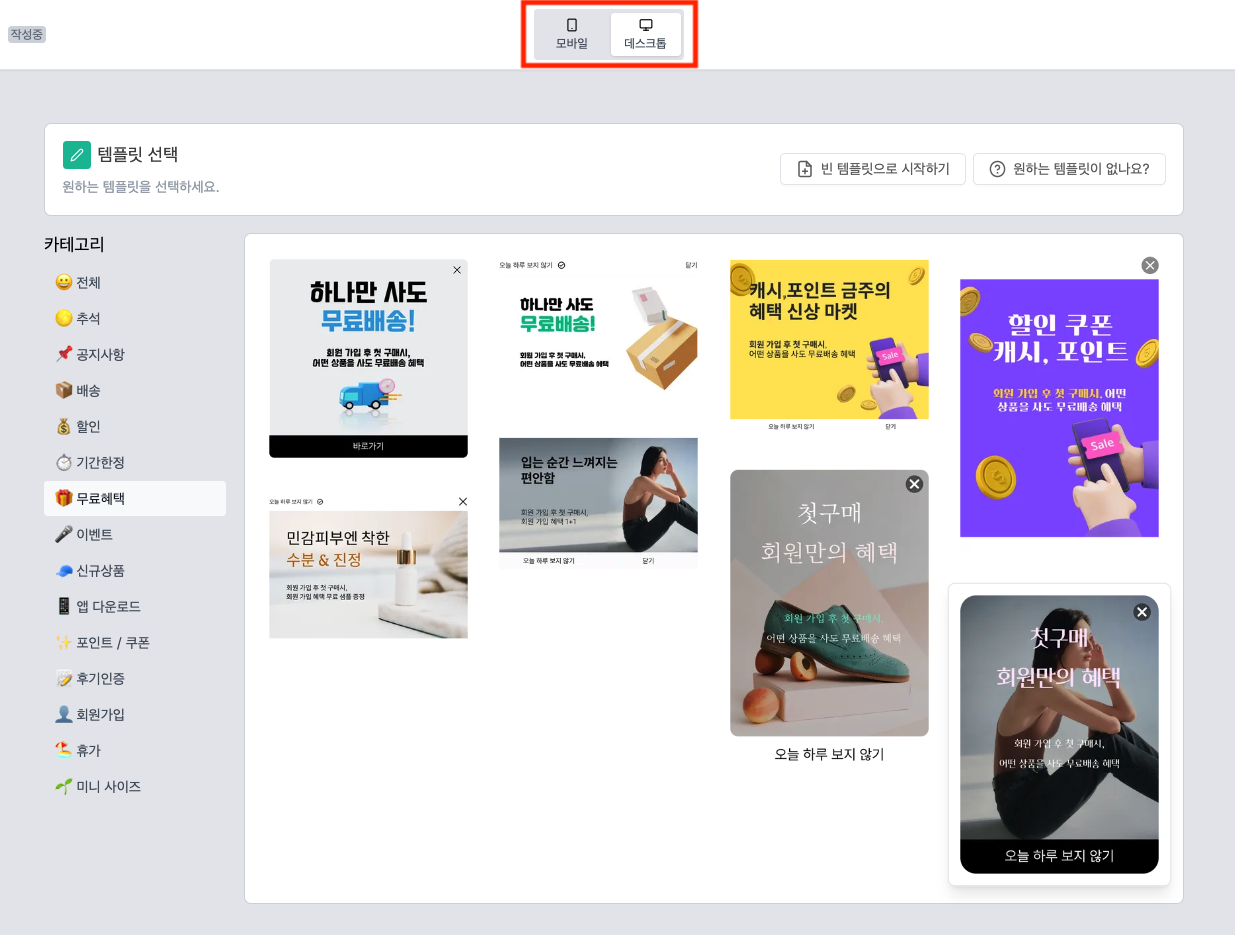 작성중
모바일
데스크톱
템플릿 선택
원하는 템플릿을 선택하세요.
빈 템플릿으로 시작하기
원하는 템플릿이 없나요?
카테고리
전체
추석
공지사항
배송
할인
기간한정
무료혜택
이벤트
신규상품
앱 다운로드
포인트 / 쿠폰
후기인증
회원가입
휴가
미니 사이즈
하나만 사도
무료배송!
회원 가입 후 첫 구매시,
어떤 상품을 사도 무료배송 혜택
바로가기
오늘 하루 보지 않기
민감피부엔 착한
수분 & 진정
회원 가입 후 첫 구매시,
회원 가입 혜택 무료 샘플 증정
오늘 하루 보지 않기
닫기
하나만 사도
무료배송!
회원 가입 후 첫 구매시,
어떤 상품을 사도 무료배송 혜택
입는 순간 느껴지는
편안함
회원 가입 후 첫 구매시,
회원 가입 혜택 1+1
오늘 하루 보지 않기
닫기
캐시,포인트 금주의
혜택 신상 마켓
회원 가입 후 첫 구매시,
어떤 상품을 사도 무료배송 혜택
Sale
오늘 하루 보지 않기
닫기
첫구매
회원만의 혜택
회원 가입 후 첫 구매시,
어떤 상품을 사도 무료배송 혜택
오늘 하루 보지 않기
할인 쿠폰
캐시, 포인트
회원 가입 후 첫 구매시, 어떤
상품을 사도 무료배송 혜택
Sale
첫구매
회원만의 혜택
회원 가입 후 첫 구매시,
어떤 상품을 사도 무료배송 혜택
오늘 하루 보지 않기